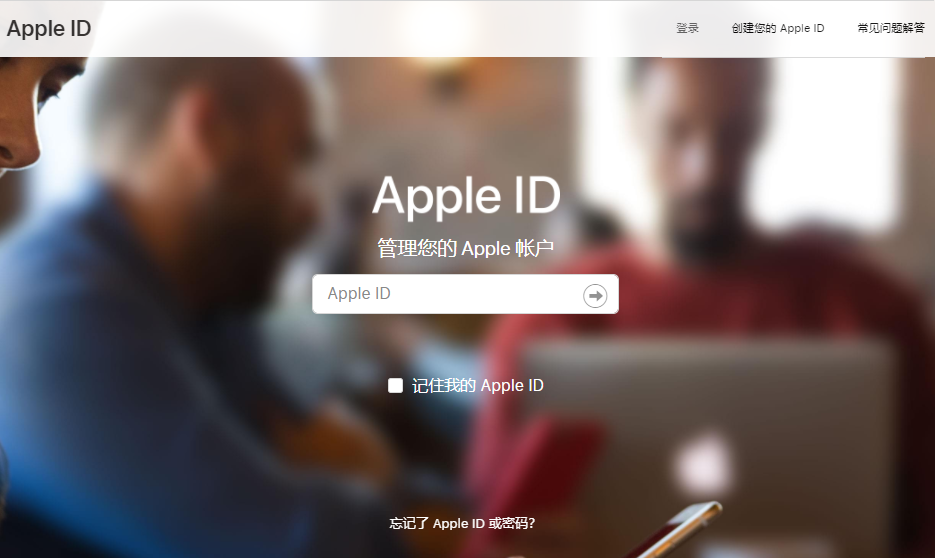 Apple ID
登录
创建您的 Apple ID
常见问题解答
Apple ID
管理您的 Apple 帐户
Apple ID
记住我的 Apple ID
忘记了 Apple ID 或密码?